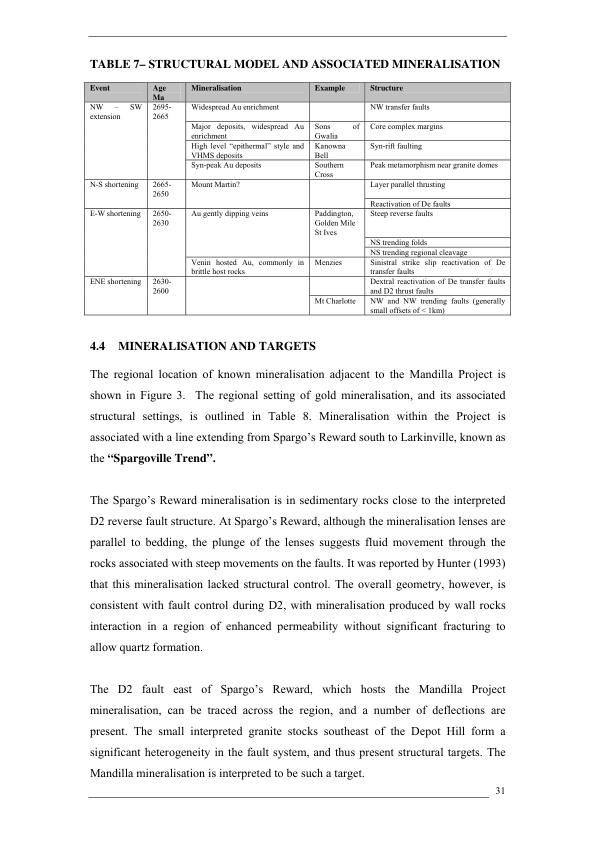 TABLE 7– STRUCTURAL MODEL AND ASSOCIATED MINERALISATION
Event Age Ma Mineralisation Example Structure
NW – SW extension 2695-2665 Widespread Au enrichment NW transfer faults
Major deposits, widespread Au enrichment Sons of Gwalia Core complex margins
High level “epithermal” style and VHMS deposits Kanowna Bell Syn-rift faulting
Syn-peak Au deposits Southern Cross Peak metamorphism near granite domes
N-S shortening 2665-2650 Mount Martin? Layer parallel thrusting
Reactivation of De faults
E-W shortening 2650-2630 Au gently dipping veins Paddington, Golden Mile St Ives Steep reverse faults
NS trending folds
NS trending regional cleavage
Venin hosted Au, commonly in brittle host rocks Menzies Sinistral strike slip reactivation of De transfer faults
ENE shortening 2630-2600 Dextral reactivation of De transfer faults and D2 thrust faults
Mt Charlotte NW and NW trending faults (generally small offsets of < 1km)
4.4 MINERALISATION AND TARGETS
The regional location of known mineralisation adjacent to the Mandilla Project is
shown in Figure 3. The regional setting of gold mineralisation, and its associated
structural settings, is outlined in Table 8. Mineralisation within the Project is
associated with a line extending from Spargo’s Reward south to Larkinville, known as
the “Spargoville Trend”.
The Spargo’s Reward mineralisation is in sedimentary rocks close to the interpreted
D2 reverse fault structure. At Spargo’s Reward, although the mineralisation lenses are
parallel to bedding, the plunge of the lenses suggests fluid movement through the
rocks associated with steep movements on the faults. It was reported by Hunter (1993)
that this mineralisation lacked structural control. The overall geometry, however, is
consistent with fault control during D2, with mineralisation produced by wall rocks
interaction in a region of enhanced permeability without significant fracturing to
allow quartz formation.
The D2 fault east of Spargo’s Reward, which hosts the Mandilla Project
mineralisation, can be traced across the region, and a number of deflections are
present. The small interpreted granite stocks southeast of the Depot Hill form a
significant heterogeneity in the fault system, and thus present structural targets. The
Mandilla mineralisation is interpreted to be such a target.
31